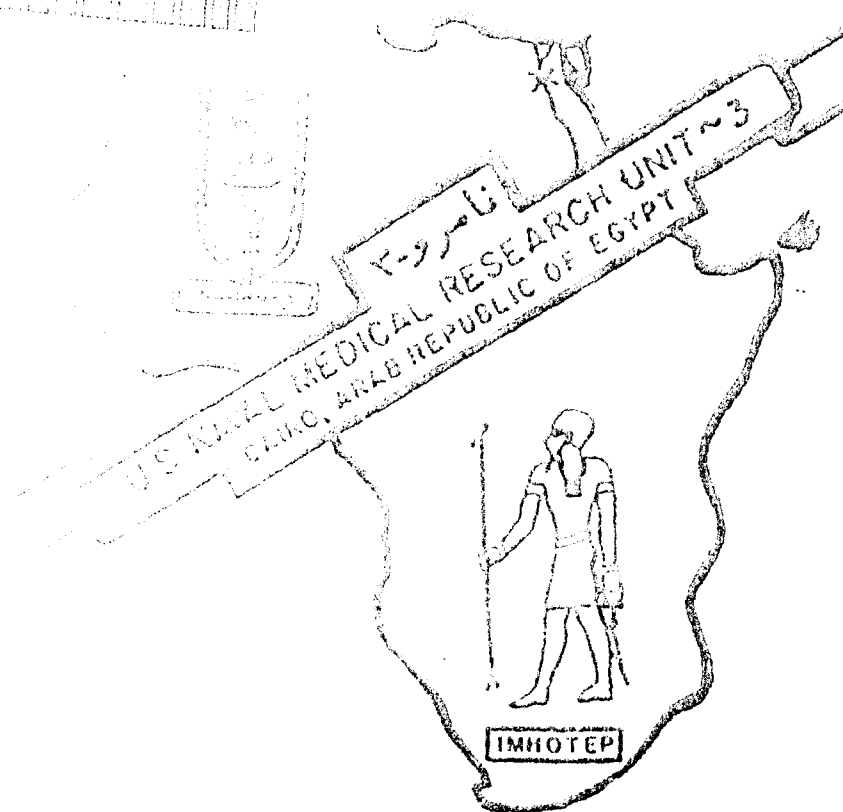 نامرو-٣
US NAVAL MEDICAL RESEARCH UNIT~3
CAIRO, ARAB REPUBLIC OF EGYPT
IMHOTEP